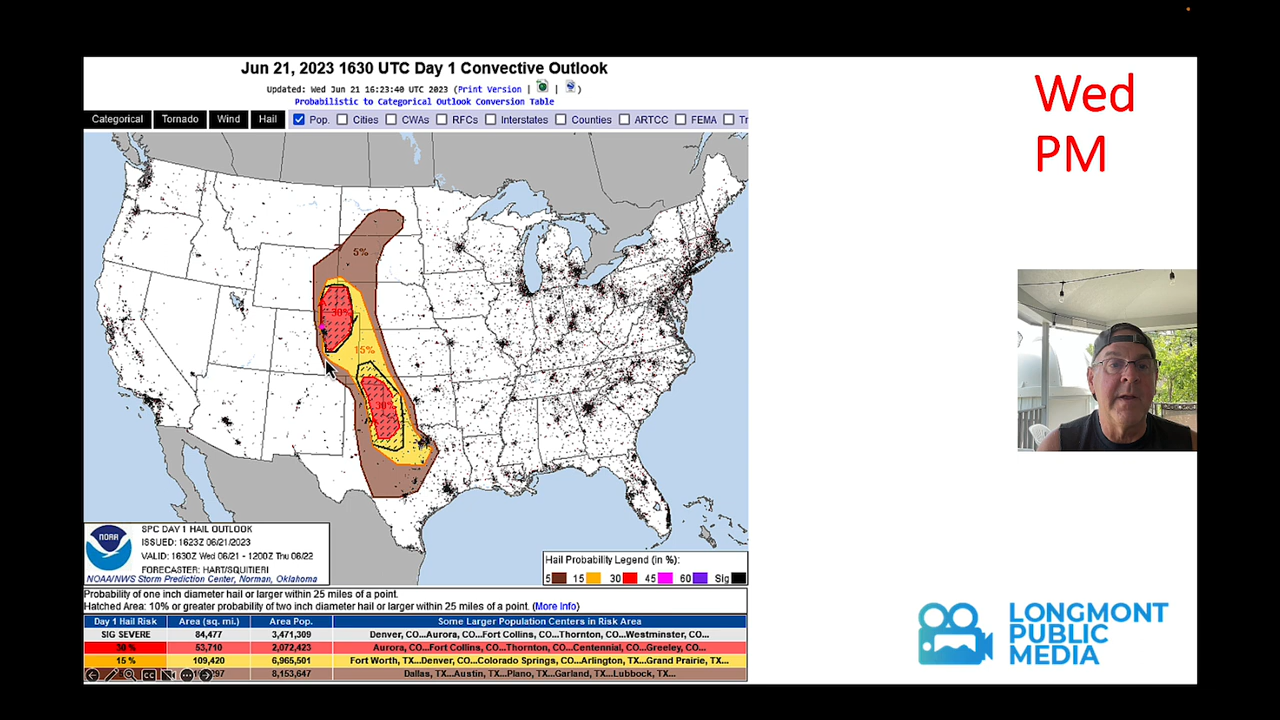 Jun 21, 2023 1630 UTC Day 1 Convective Outlook
Updated: Wed Jun 21 16:23:40 UTC 2023 (Print Version | | )
Probabilistic to Categorical Outlook Conversion Table
Categorical Tornado Wind Hail Pop. Cities CWAs RFCs Interstates Counties ARTCC FEMA Tr
Wed
PM
5%
30%
15%
30%
NOAA
SPC DAY 1 HAIL OUTLOOK
ISSUED: 1623Z 06/21/2023
VALID: 1630Z Wed 06/21 - 1200Z Thu 06/22
FORECASTER: HART/SQUITIERI
NOAA/NWS Storm Prediction Center, Norman, Oklahoma
Hail Probability Legend (in %):
5 15 30 45 60 Sig
Probability of one inch diameter hail or larger within 25 miles of a point.
Hatched Area: 10% or greater probability of two inch diameter hail or larger within 25 miles of a point. (More Info)
Day 1 Hail Risk Area (sq. mi.) Area Pop. Some Larger Population Centers in Risk Area
SIG SEVERE 84,477 3,471,309 Denver, CO...Aurora, CO...Fort Collins, CO...Thornton, CO...Westminster, CO...
30 % 53,710 2,072,423 Aurora, CO...Fort Collins, CO...Thornton, CO...Centennial, CO...Greeley, CO...
15 % 109,420 6,965,501 Fort Worth, TX...Denver, CO...Colorado Springs, CO...Arlington, TX...Grand Prairie, TX...
297 8,153,647 Dallas, TX...Austin, TX...Plano, TX...Garland, TX...Lubbock, TX...
CC
LONGMONT
PUBLIC
MEDIA